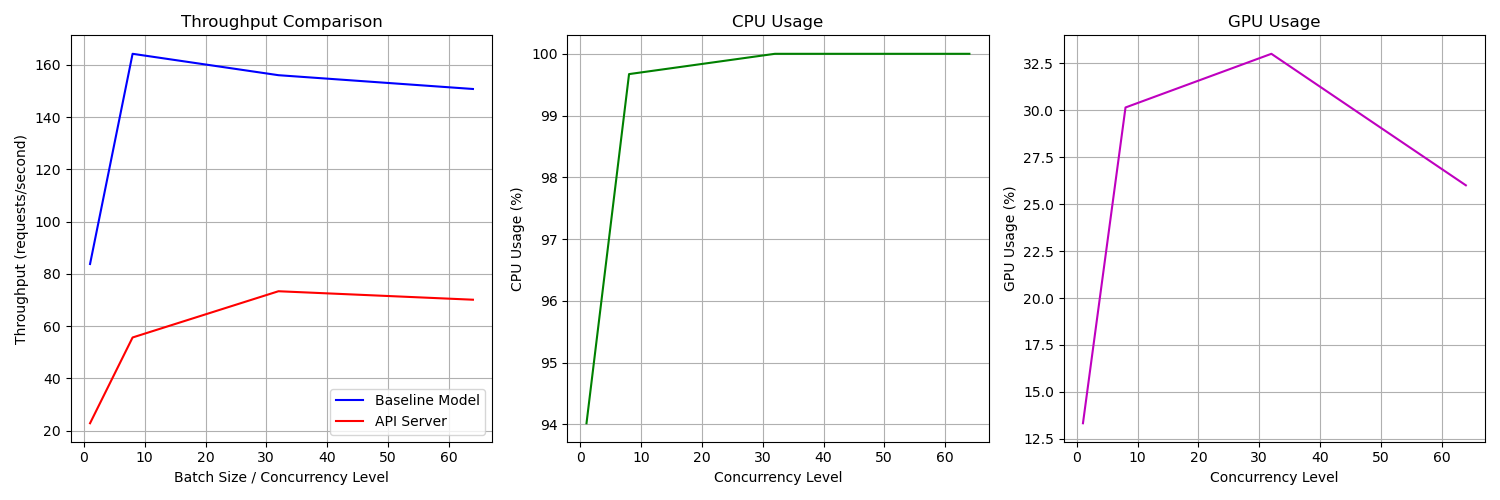 Throughput Comparison
Throughput (requests/second)
160
140
120
100
80
60
40
20
0 10 20 30 40 50 60
Batch Size / Concurrency Level
Baseline Model
API Server
CPU Usage
CPU Usage (%)
100
99
98
97
96
95
94
0 10 20 30 40 50 60
Concurrency Level
GPU Usage
GPU Usage (%)
32.5
30.0
27.5
25.0
22.5
20.0
17.5
15.0
12.5
0 10 20 30 40 50 60
Concurrency Level